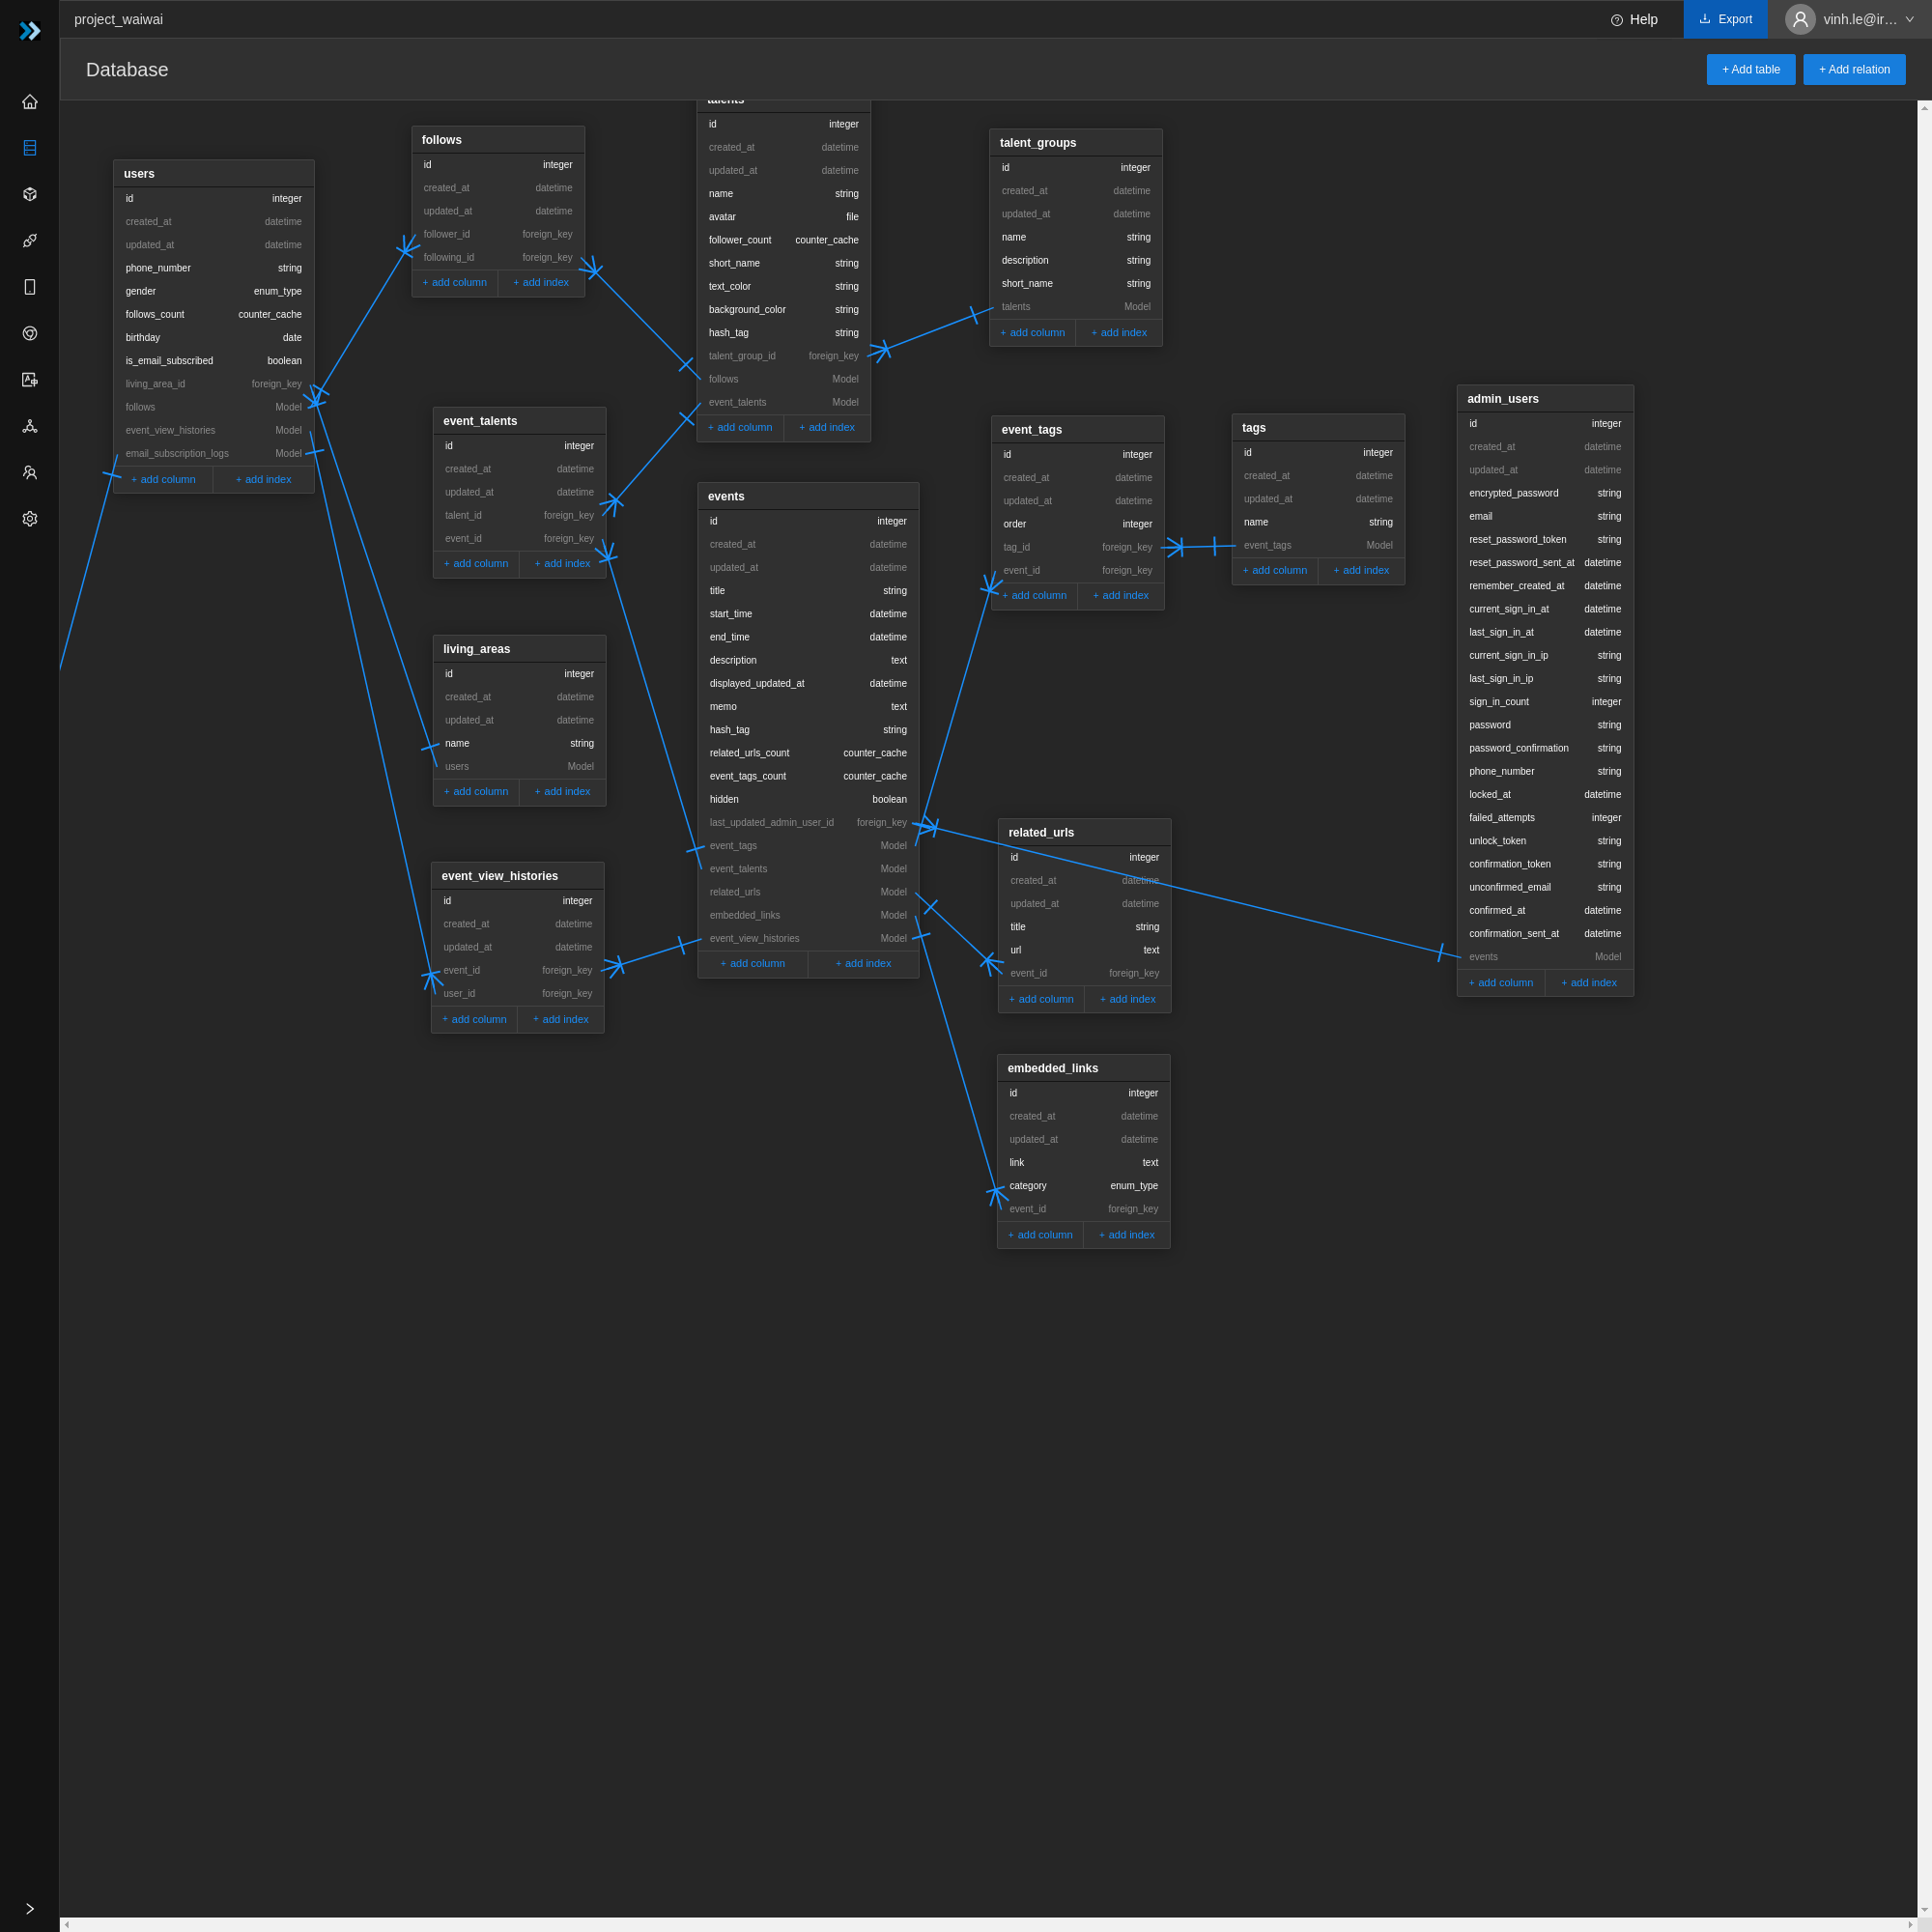 project_waiwai
Help
Export
vinh.le@ir…
Database
+ Add table
+ Add relation
users
id integer
created_at datetime
updated_at datetime
phone_number string
gender enum_type
follows_count counter_cache
birthday date
is_email_subscribed boolean
living_area_id foreign_key
follows Model
event_view_histories Model
email_subscription_logs Model
+ add column + add index
follows
id integer
created_at datetime
updated_at datetime
follower_id foreign_key
following_id foreign_key
+ add column + add index
event_talents
id integer
created_at datetime
updated_at datetime
talent_id foreign_key
event_id foreign_key
+ add column + add index
living_areas
id integer
created_at datetime
updated_at datetime
name string
users Model
+ add column + add index
event_view_histories
id integer
created_at datetime
updated_at datetime
event_id foreign_key
user_id foreign_key
+ add column + add index
talents
id integer
created_at datetime
updated_at datetime
name string
avatar file
follower_count counter_cache
short_name string
text_color string
background_color string
hash_tag string
talent_group_id foreign_key
follows Model
event_talents Model
+ add column + add index
events
id integer
created_at datetime
updated_at datetime
title string
start_time datetime
end_time datetime
description text
displayed_updated_at datetime
memo text
hash_tag string
related_urls_count counter_cache
event_tags_count counter_cache
hidden boolean
last_updated_admin_user_id foreign_key
event_tags Model
event_talents Model
related_urls Model
embedded_links Model
event_view_histories Model
+ add column + add index
talent_groups
id integer
created_at datetime
updated_at datetime
name string
description string
short_name string
talents Model
+ add column + add index
event_tags
id integer
created_at datetime
updated_at datetime
order integer
tag_id foreign_key
event_id foreign_key
+ add column + add index
tags
id integer
created_at datetime
updated_at datetime
name string
event_tags Model
+ add column + add index
related_urls
id integer
created_at datetime
updated_at datetime
title string
url text
event_id foreign_key
+ add column + add index
embedded_links
id integer
created_at datetime
updated_at datetime
link text
category enum_type
event_id foreign_key
+ add column + add index
admin_users
id integer
created_at datetime
updated_at datetime
encrypted_password string
email string
reset_password_token string
reset_password_sent_at datetime
remember_created_at datetime
current_sign_in_at datetime
last_sign_in_at datetime
current_sign_in_ip string
last_sign_in_ip string
sign_in_count integer
password string
password_confirmation string
phone_number string
locked_at datetime
failed_attempts integer
unlock_token string
confirmation_token string
unconfirmed_email string
confirmed_at datetime
confirmation_sent_at datetime
events Model
+ add column + add index